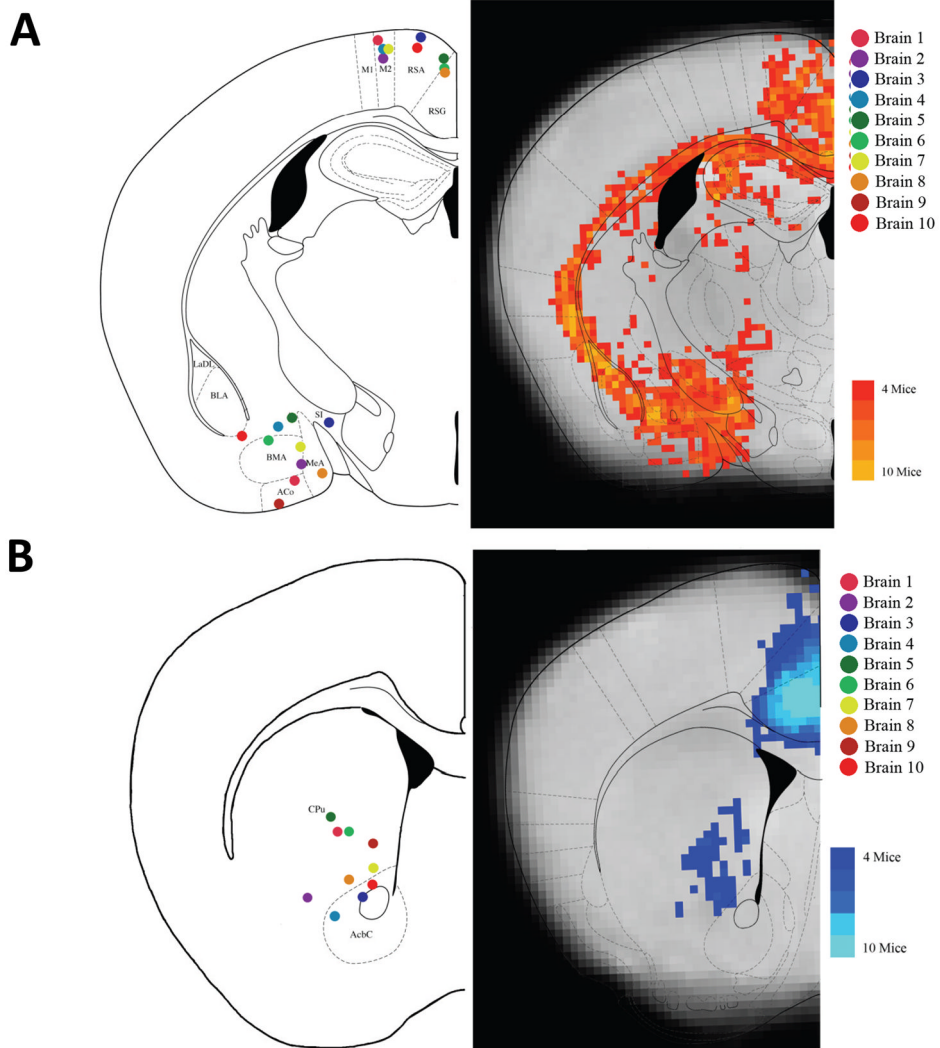 A
M1
M2
RSA
RSG
LaDL
BLA
SI
BMA
MeA
ACo
Brain 1
Brain 2
Brain 3
Brain 4
Brain 5
Brain 6
Brain 7
Brain 8
Brain 9
Brain 10
4 Mice
10 Mice
B
CPu
AcbC
Brain 1
Brain 2
Brain 3
Brain 4
Brain 5
Brain 6
Brain 7
Brain 8
Brain 9
Brain 10
4 Mice
10 Mice